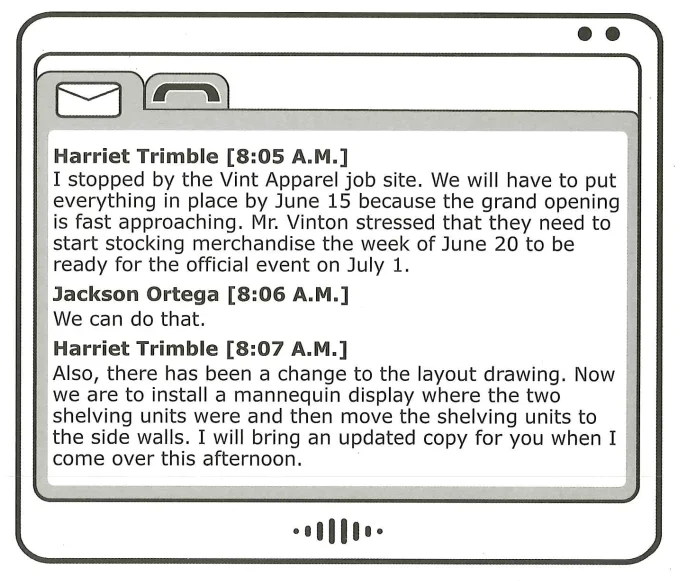 Harriet Trimble [8:05 A.M.]
I stopped by the Vint Apparel job site. We will have to put
everything in place by June 15 because the grand opening
is fast approaching. Mr. Vinton stressed that they need to
start stocking merchandise the week of June 20 to be
ready for the official event on July 1.
Jackson Ortega [8:06 A.M.]
We can do that.
Harriet Trimble [8:07 A.M.]
Also, there has been a change to the layout drawing. Now
we are to install a mannequin display where the two
shelving units were and then move the shelving units to
the side walls. I will bring an updated copy for you when I
come over this afternoon.